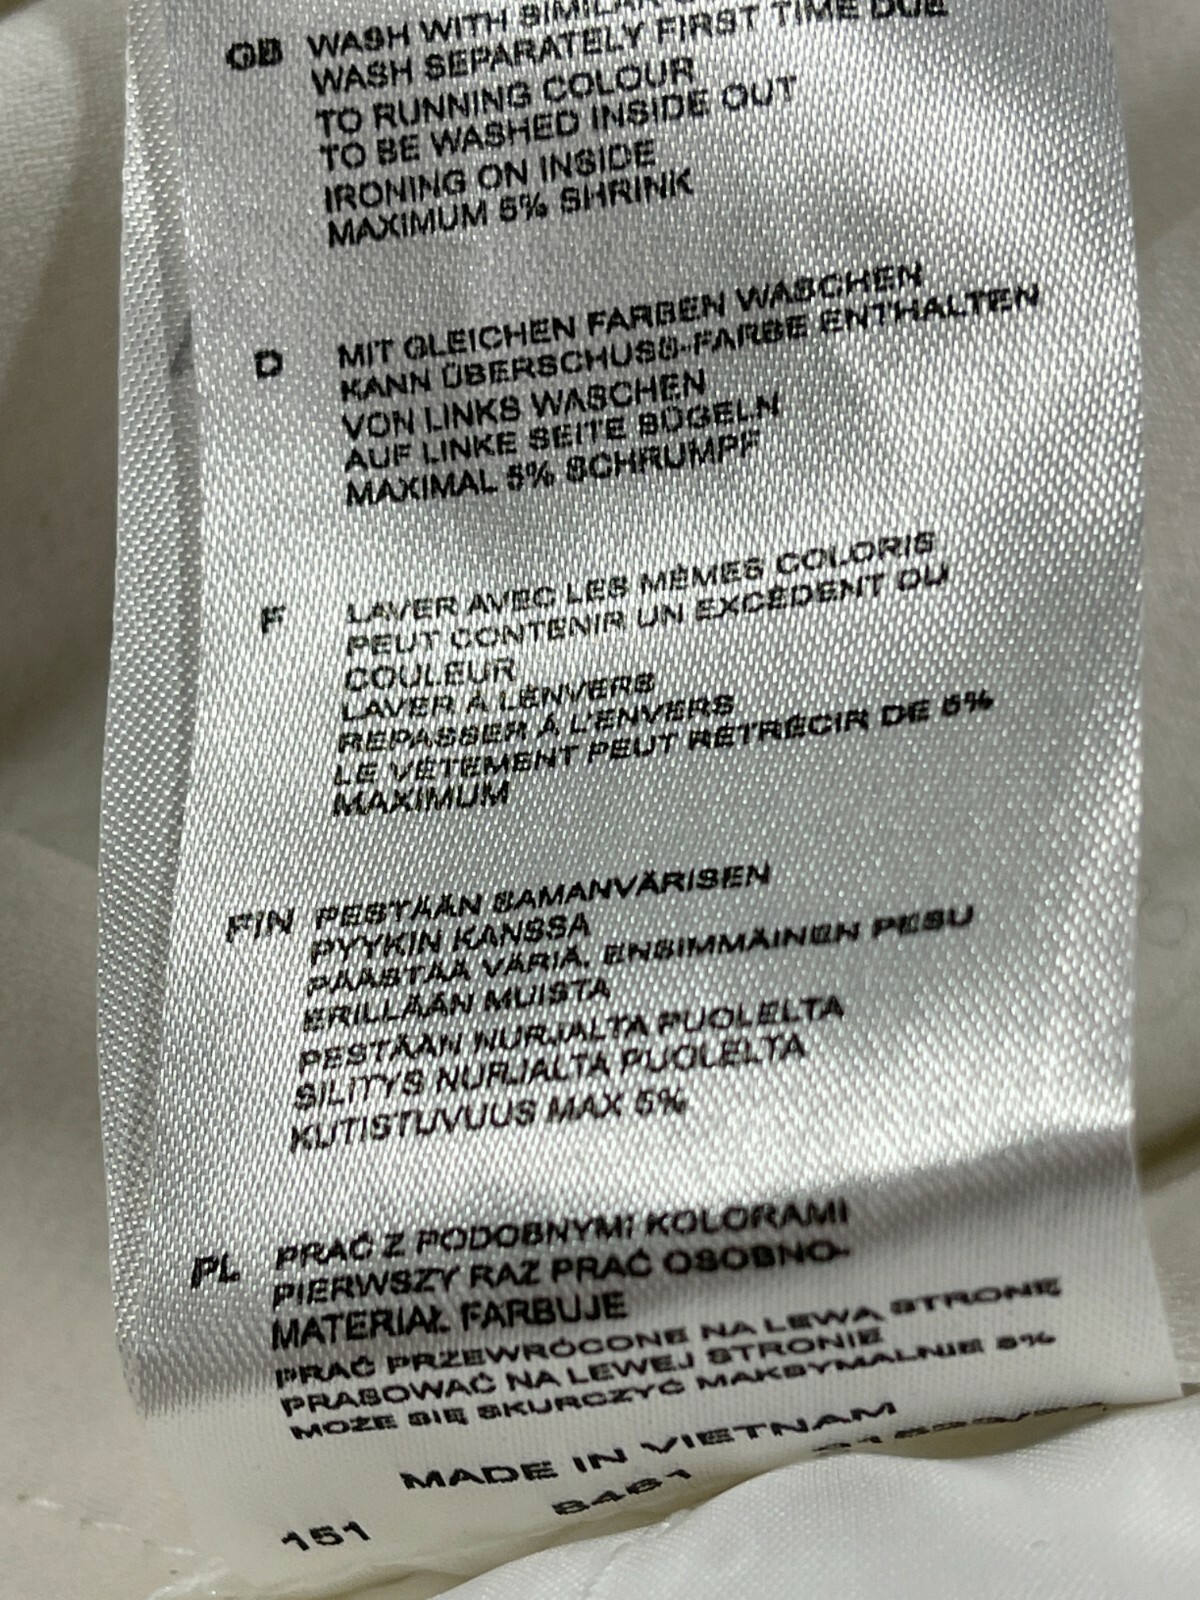 GB WASH WITH SIMILAR
WASH SEPARATELY FIRST TIME DUE
TO RUNNING COLOUR
TO BE WASHED INSIDE OUT
IRONING ON INSIDE
MAXIMUM 5% SHRINK
D MIT GLEICHEN FARBEN WASCHEN
KANN ÜBERSCHUSS-FARBE ENTHALTEN
VON LINKS WASCHEN
AUF LINKE SEITE BÜGELN
MAXIMAL 5% SCHRUMPF
F LAVER AVEC LES MÊMES COLORIS
PEUT CONTENIR UN EXCÉDENT DU
COULEUR
LAVER À LENVERS
REPASSER À L'ENVERS
LE VÊTEMENT PEUT RÉTRÉCIR DE 5%
MAXIMUM
FIN PESTÄÄN SAMANVÄRISEN
PYYKIN KANSSA
PÄÄSTÄÄ VÄRIÄ, ENSIMMÄINEN PESU
ERILLÄÄN MUISTA
PESTÄÄN NURJALTA PUOLELTA
SILITYS NURJALTA PUOLELTA
KUTISTUVUUS MAX 5%
PL PRAĆ Z PODOBNYMI KOLORAMI
PIERWSZY RAZ PRAĆ OSOBNO-
MATERIAŁ FARBUJE
PRAĆ PRZEWRÓCONE NA LEWĄ STRONĘ
PRASOWAĆ NA LEWEJ STRONIE
MOŻE SIĘ SKURCZYĆ MAKSYMALNIE 5%
MADE IN VIETNAM
151 8461